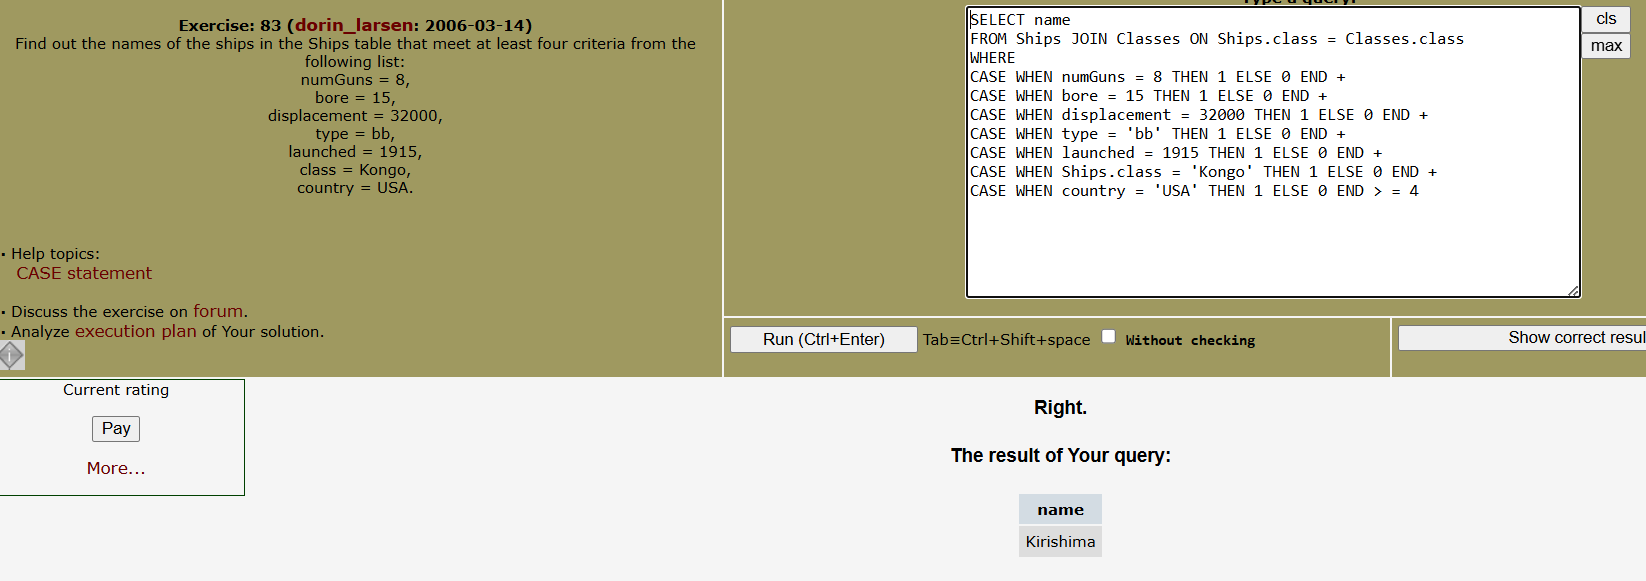 Type a query:
Exercise: 83 (dorin_larsen: 2006-03-14)
Find out the names of the ships in the Ships table that meet at least four criteria from the
following list:
numGuns = 8,
bore = 15,
displacement = 32000,
type = bb,
launched = 1915,
class = Kongo,
country = USA.
• Help topics:
CASE statement
• Discuss the exercise on forum.
• Analyze execution plan of Your solution.
SELECT name
FROM Ships JOIN Classes ON Ships.class = Classes.class
WHERE
CASE WHEN numGuns = 8 THEN 1 ELSE 0 END +
CASE WHEN bore = 15 THEN 1 ELSE 0 END +
CASE WHEN displacement = 32000 THEN 1 ELSE 0 END +
CASE WHEN type = 'bb' THEN 1 ELSE 0 END +
CASE WHEN launched = 1915 THEN 1 ELSE 0 END +
CASE WHEN Ships.class = 'Kongo' THEN 1 ELSE 0 END +
CASE WHEN country = 'USA' THEN 1 ELSE 0 END > = 4
cls
max
Run (Ctrl+Enter) Tab≡Ctrl+Shift+space Without checking
Show correct resul
Current rating
Pay
More...
Right.
The result of Your query:
name
Kirishima